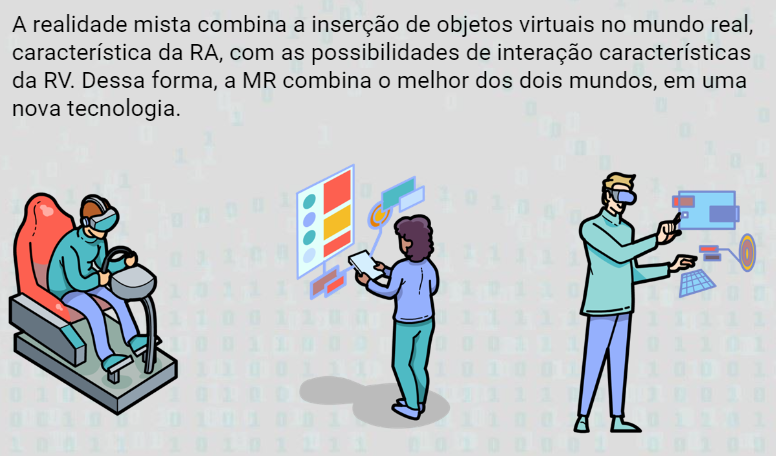 A realidade mista combina a inserção de objetos virtuais no mundo real,
característica da RA, com as possibilidades de interação características
da RV. Dessa forma, a MR combina o melhor dos dois mundos, em uma
nova tecnologia.